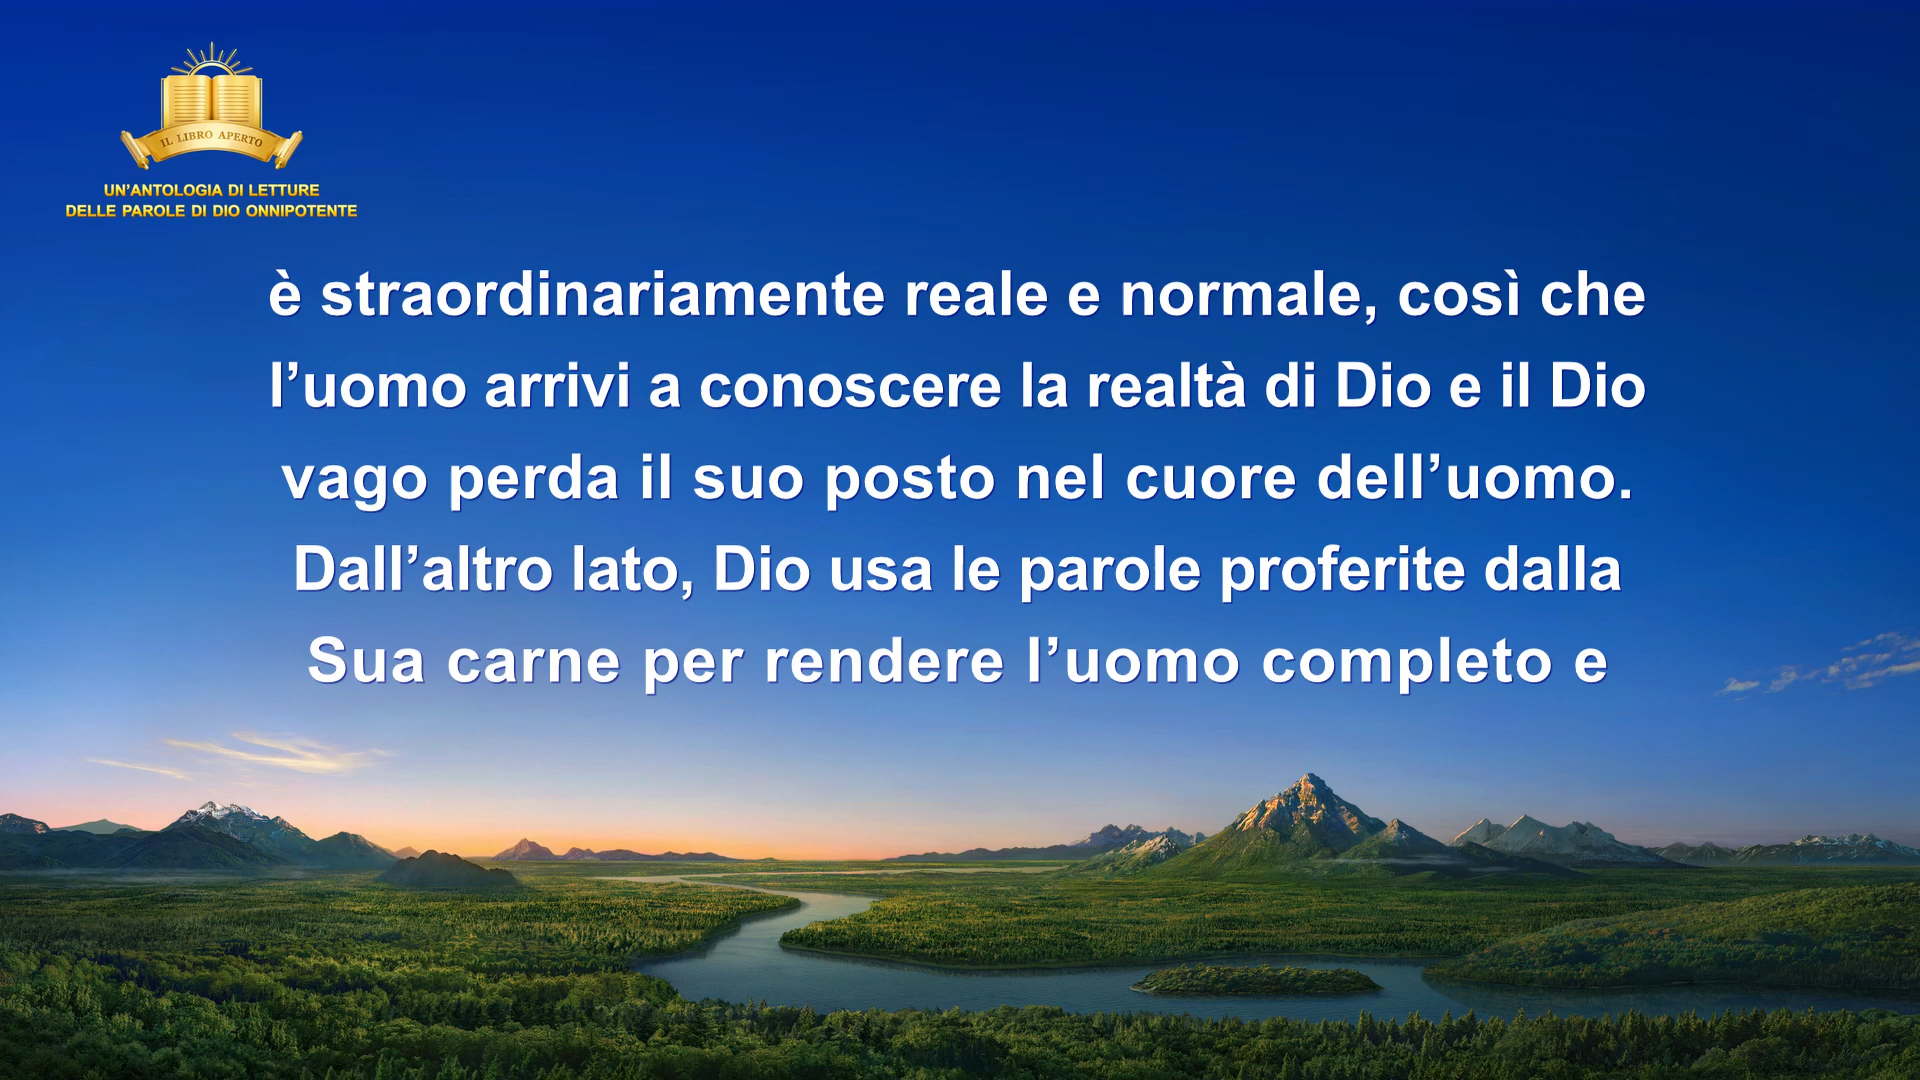 IL LIBRO APERTO
UN’ANTOLOGIA DI LETTURE
DELLE PAROLE DI DIO ONNIPOTENTE
è straordinariamente reale e normale, così che
l’uomo arrivi a conoscere la realtà di Dio e il Dio
vago perda il suo posto nel cuore dell’uomo.
Dall’altro lato, Dio usa le parole proferite dalla
Sua carne per rendere l’uomo completo e